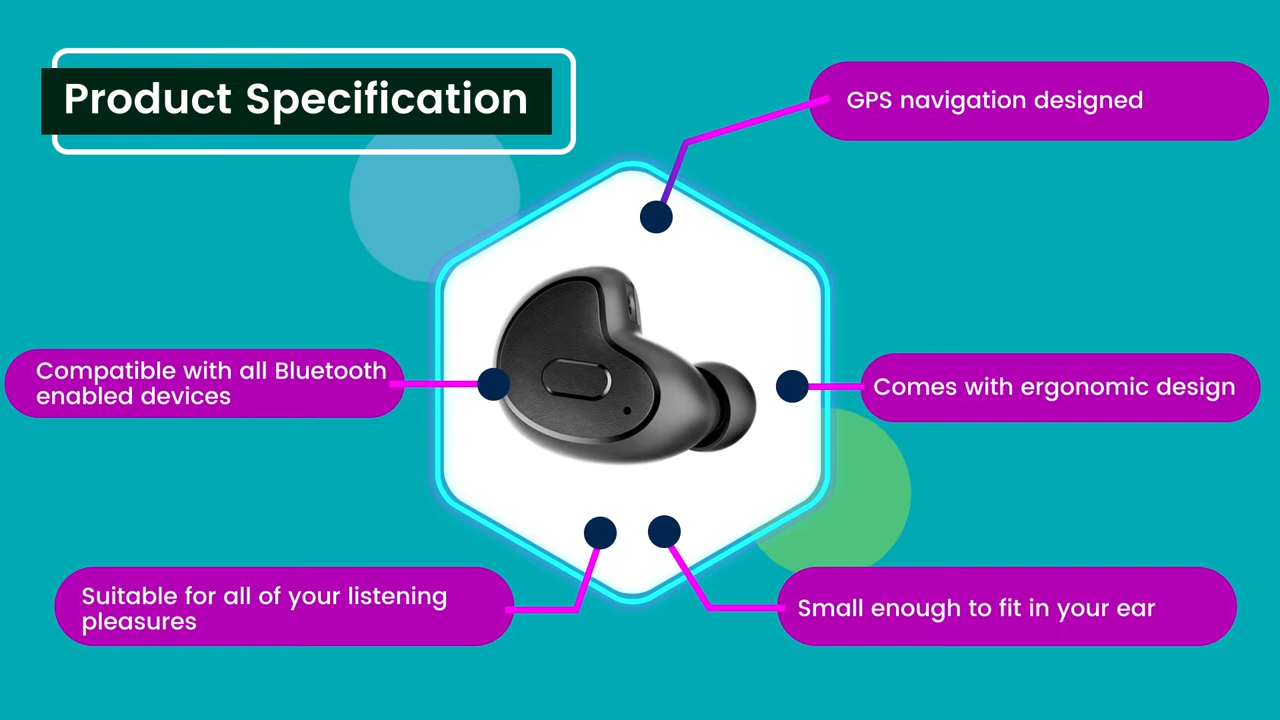 Product Specification
GPS navigation designed
Compatible with all Bluetooth
enabled devices
Comes with ergonomic design
Suitable for all of your listening
pleasures
Small enough to fit in your ear